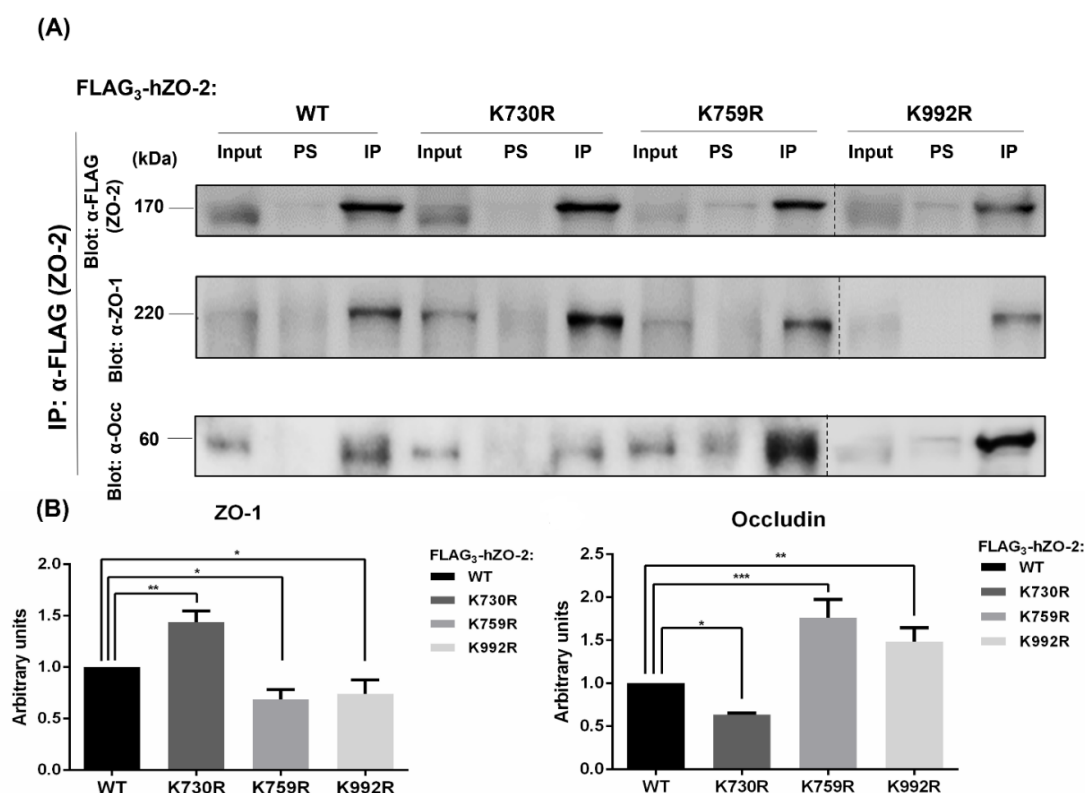 (A)
FLAG3-hZO-2:
WT K730R K759R K992R
(kDa) Input PS IP Input PS IP Input PS IP Input PS IP
IP: α-FLAG (ZO-2)
Blot: α-FLAG
(ZO-2)
170
Blot: α-ZO-1
220
Blot: α-Occ
60
(B)
ZO-1
Arbitrary units
2.0
1.5
1.0
0.5
0.0
*
*
**
WT K730R K759R K992R
FLAG3-hZO-2:
WT
K730R
K759R
K992R
Occludin
Arbitrary units
2.5
2.0
1.5
1.0
0.5
0.0
**
***
*
WT K730R K759R K992R
FLAG3-hZO-2:
WT
K730R
K759R
K992R